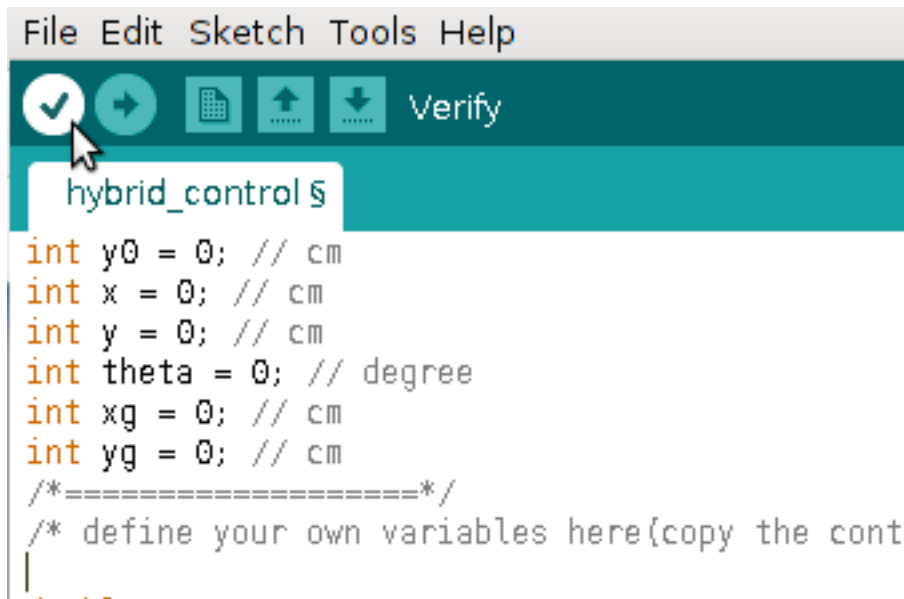 File Edit Sketch Tools Help
Verify
hybrid_control §
int y0 = 0; // cm
int x = 0; // cm
int y = 0; // cm
int theta = 0; // degree
int xg = 0; // cm
int yg = 0; // cm
/*===================*/
/* define your own variables here(copy the cont